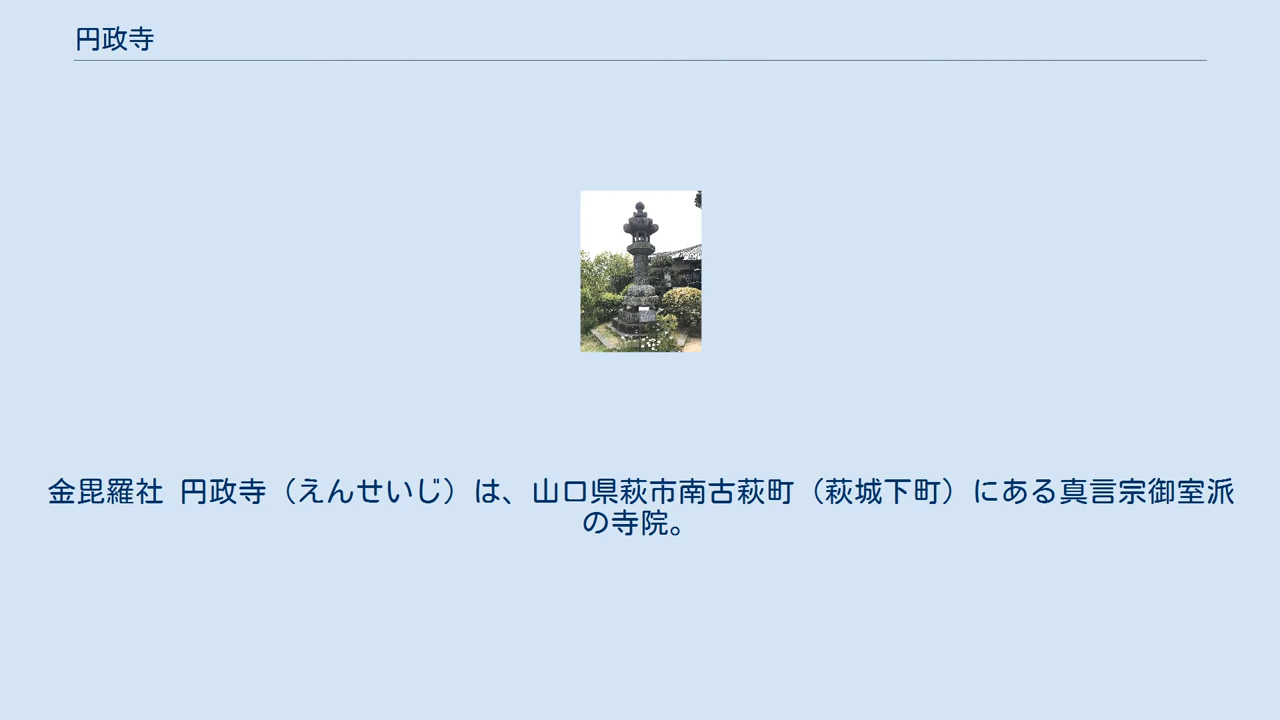 円政寺
金毘羅社 円政寺（えんせいじ）は、山口県萩市南古萩町（萩城下町）にある真言宗御室派
の寺院。